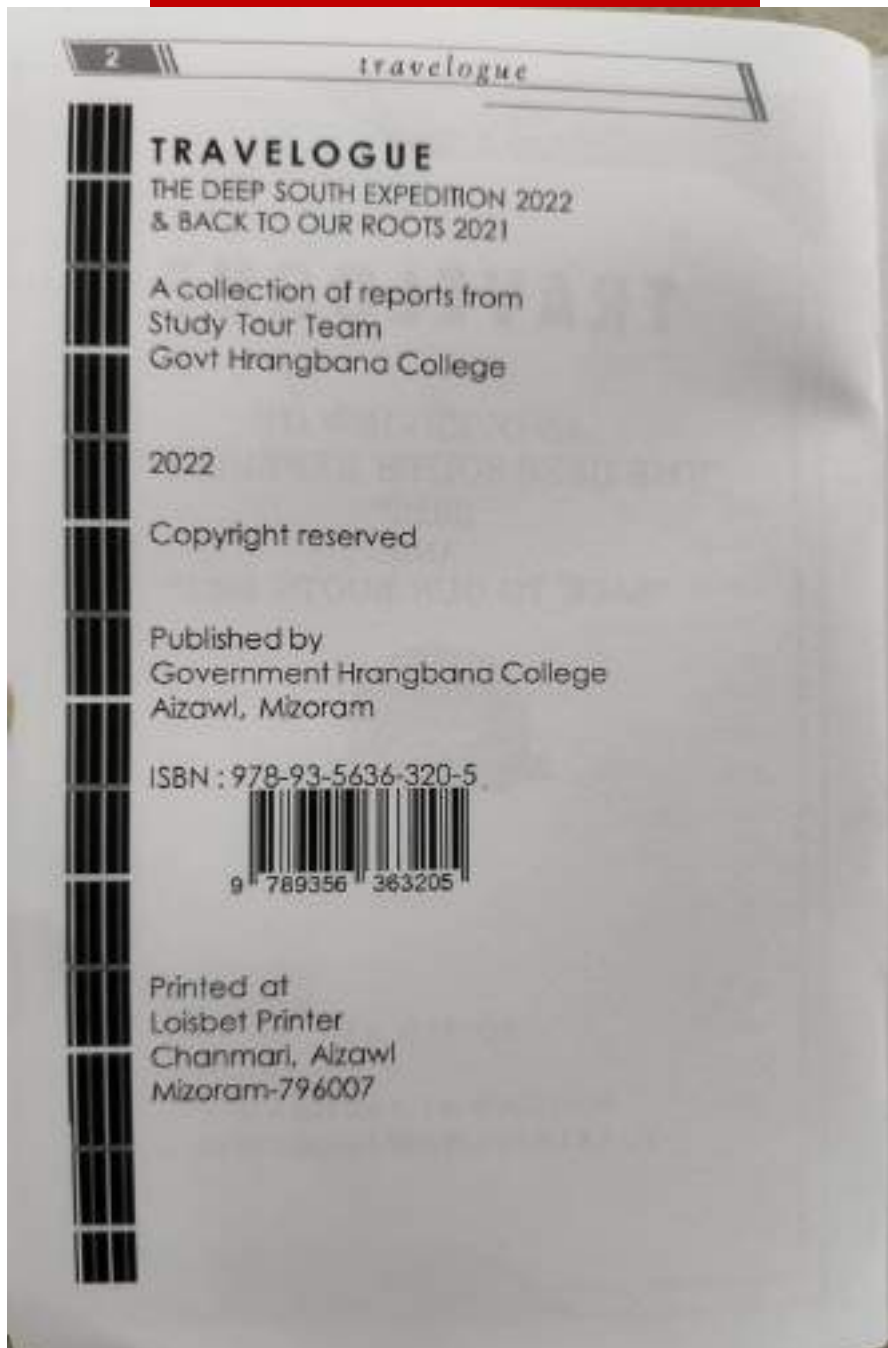 2
travelogue
TRAVELOGUE
THE DEEP SOUTH EXPEDITION 2022
& BACK TO OUR ROOTS 2021
A collection of reports from
Study Tour Team
Govt Hrangbana College
2022
Copyright reserved
Published by
Government Hrangbana College
Aizawl, Mizoram
ISBN : 978-93-5636-320-5
9 789356 363205
Printed at
Loisbet Printer
Chanmari, Aizawl
Mizoram-796007